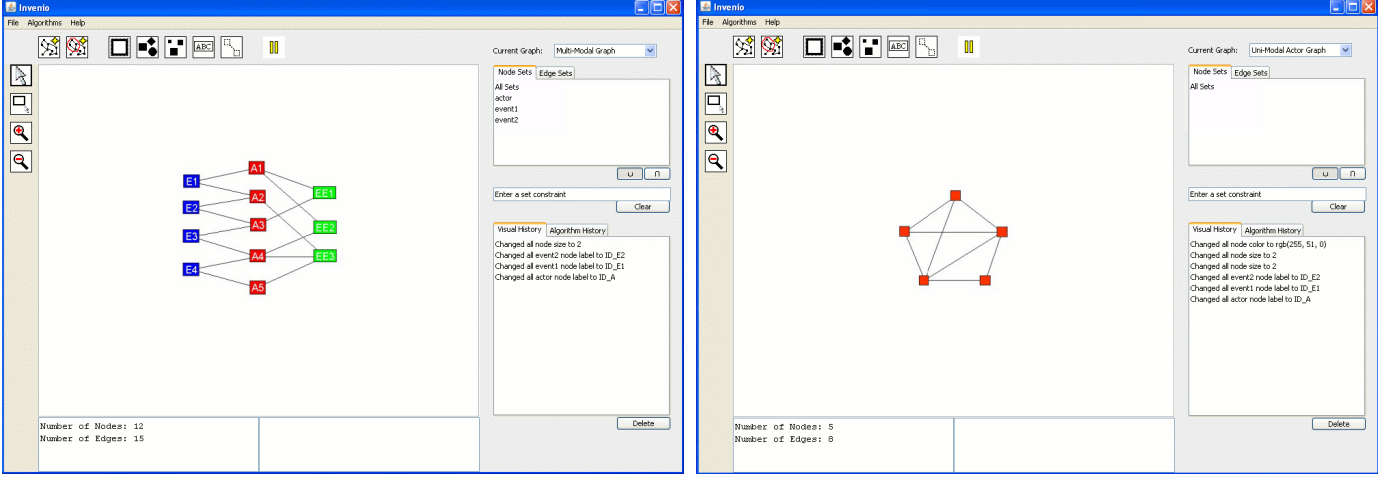 Invenio
File Algorithms Help
ABC
Current Graph: Multi-Modal Graph
Node Sets Edge Sets
All Sets
actor
event1
event2
E1
E2
E3
E4
A1
A2
A3
A4
A5
EE1
EE2
EE3
∪ ∩
Enter a set constraint
Clear
Visual History Algorithm History
Changed all node size to 2
Changed all event2 node label to ID_E2
Changed all event1 node label to ID_E1
Changed all actor node label to ID_A
Delete
Number of Nodes: 12
Number of Edges: 15
Invenio
File Algorithms Help
ABC
Current Graph: Uni-Modal Actor Graph
Node Sets Edge Sets
All Sets
∪ ∩
Enter a set constraint
Clear
Visual History Algorithm History
Changed all node color to rgb(255, 51, 0)
Changed all node size to 2
Changed all node size to 2
Changed all event2 node label to ID_E2
Changed all event1 node label to ID_E1
Changed all actor node label to ID_A
Delete
Number of Nodes: 5
Number of Edges: 8